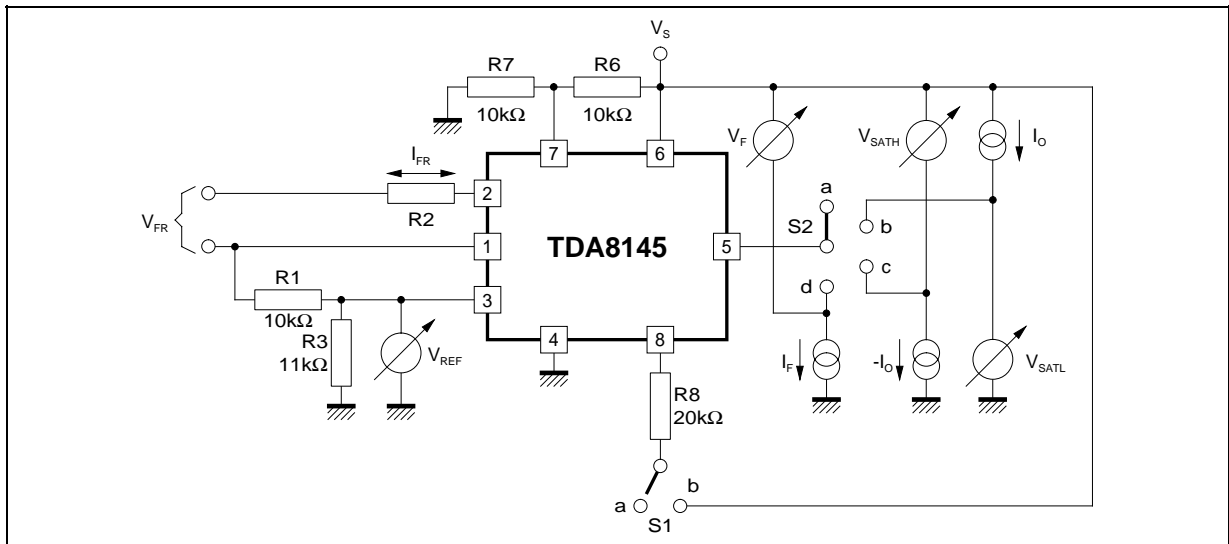 V_S
R7
R6
10kΩ
10kΩ
V_F
V_SATH
I_O
7
6
I_FR
2
R2
V_FR
a
S2
b
TDA8145
1
5
c
R1
d
10kΩ
3
R3
11kΩ
V_REF
4
8
I_F
-I_O
V_SATL
R8
20kΩ
b
a
S1